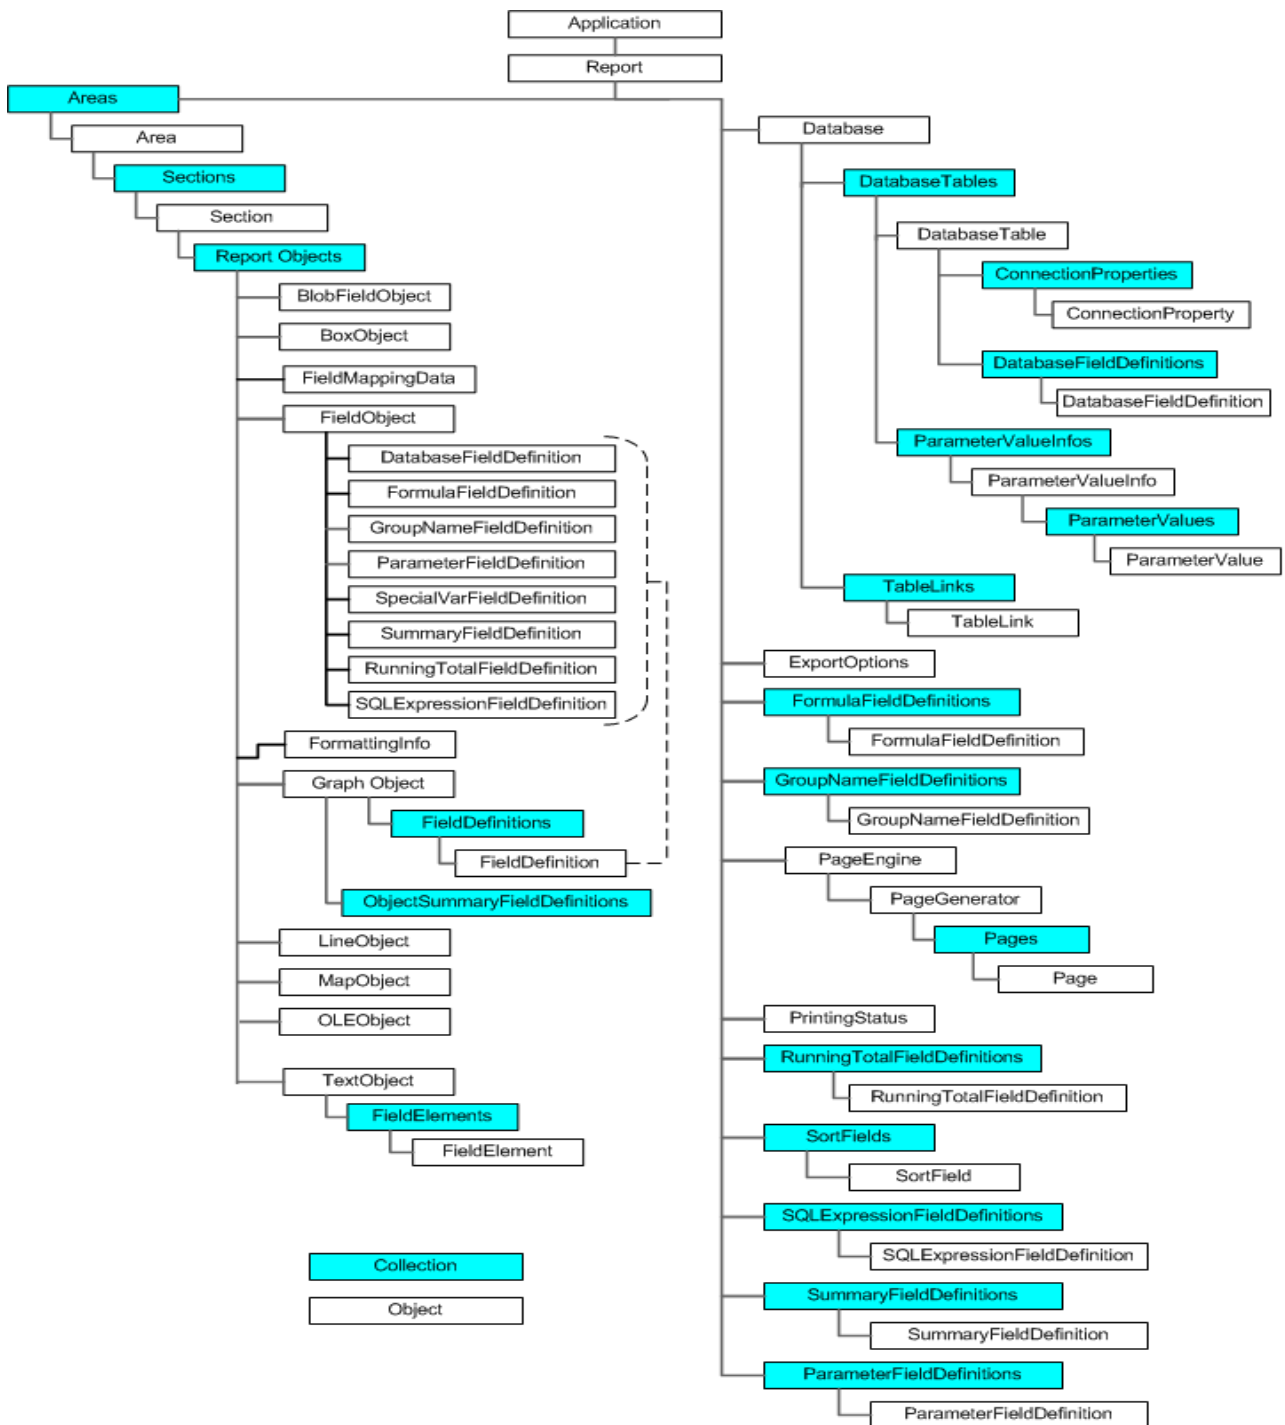 Application
Report
Areas
Area
Sections
Section
Report Objects
BlobFieldObject
BoxObject
FieldMappingData
FieldObject
DatabaseFieldDefinition
FormulaFieldDefinition
GroupNameFieldDefinition
ParameterFieldDefinition
SpecialVarFieldDefinition
SummaryFieldDefinition
RunningTotalFieldDefinition
SQLExpressionFieldDefinition
FormattingInfo
Graph Object
FieldDefinitions
FieldDefinition
ObjectSummaryFieldDefinitions
LineObject
MapObject
OLEObject
TextObject
FieldElements
FieldElement
Collection
Object
Database
DatabaseTables
DatabaseTable
ConnectionProperties
ConnectionProperty
DatabaseFieldDefinitions
DatabaseFieldDefinition
ParameterValueInfos
ParameterValueInfo
ParameterValues
ParameterValue
TableLinks
TableLink
ExportOptions
FormulaFieldDefinitions
FormulaFieldDefinition
GroupNameFieldDefinitions
GroupNameFieldDefinition
PageEngine
PageGenerator
Pages
Page
PrintingStatus
RunningTotalFieldDefinitions
RunningTotalFieldDefinition
SortFields
SortField
SQLExpressionFieldDefinitions
SQLExpressionFieldDefinition
SummaryFieldDefinitions
SummaryFieldDefinition
ParameterFieldDefinitions
ParameterFieldDefinition